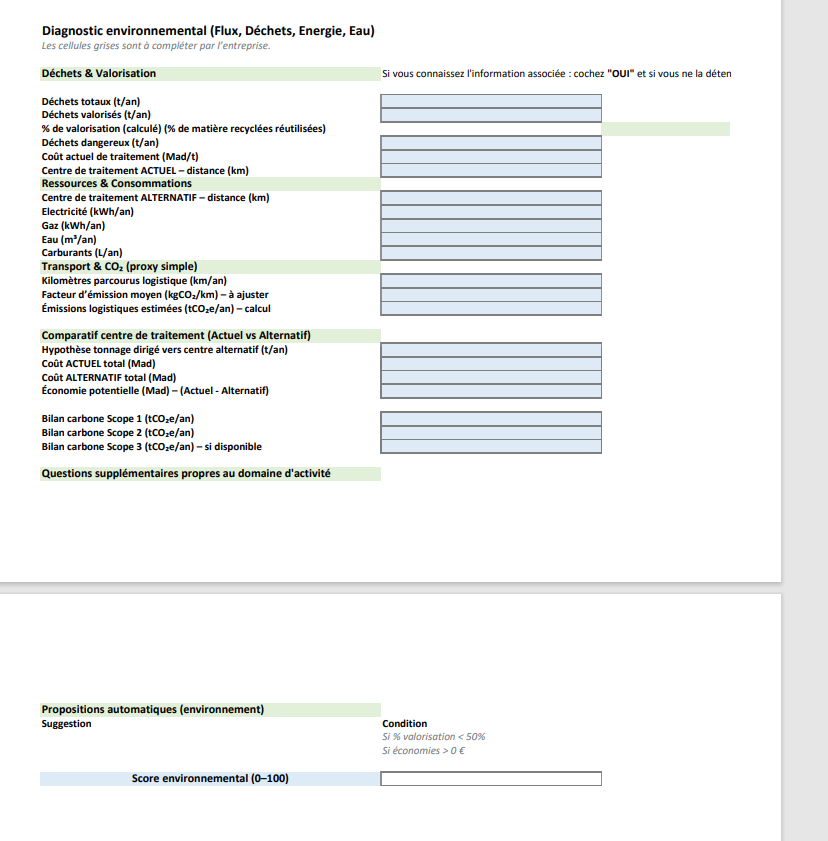 Diagnostic environnemental (Flux, Déchets, Energie, Eau)
Les cellules grises sont à compléter par l'entreprise.
Déchets & Valorisation
Si vous connaissez l'information associée : cochez "OUI" et si vous ne la déten
Déchets totaux (t/an)
Déchets valorisés (t/an)
% de valorisation (calculé) (% de matière recyclées réutilisées)
Déchets dangereux (t/an)
Coût actuel de traitement (Mad/t)
Centre de traitement ACTUEL – distance (km)
Ressources & Consommations
Centre de traitement ALTERNATIF – distance (km)
Electricité (kWh/an)
Gaz (kWh/an)
Eau (m³/an)
Carburants (L/an)
Transport & CO₂ (proxy simple)
Kilomètres parcourus logistique (km/an)
Facteur d'émission moyen (kgCO₂/km) – à ajuster
Émissions logistiques estimées (tCO₂e/an) – calcul
Comparatif centre de traitement (Actuel vs Alternatif)
Hypothèse tonnage dirigé vers centre alternatif (t/an)
Coût ACTUEL total (Mad)
Coût ALTERNATIF total (Mad)
Économie potentielle (Mad) – (Actuel - Alternatif)
Bilan carbone Scope 1 (tCO₂e/an)
Bilan carbone Scope 2 (tCO₂e/an)
Bilan carbone Scope 3 (tCO₂e/an) – si disponible
Questions supplémentaires propres au domaine d'activité
Propositions automatiques (environnement)
Suggestion
Condition
Si % valorisation < 50%
Si économies > 0 €
Score environnemental (0–100)